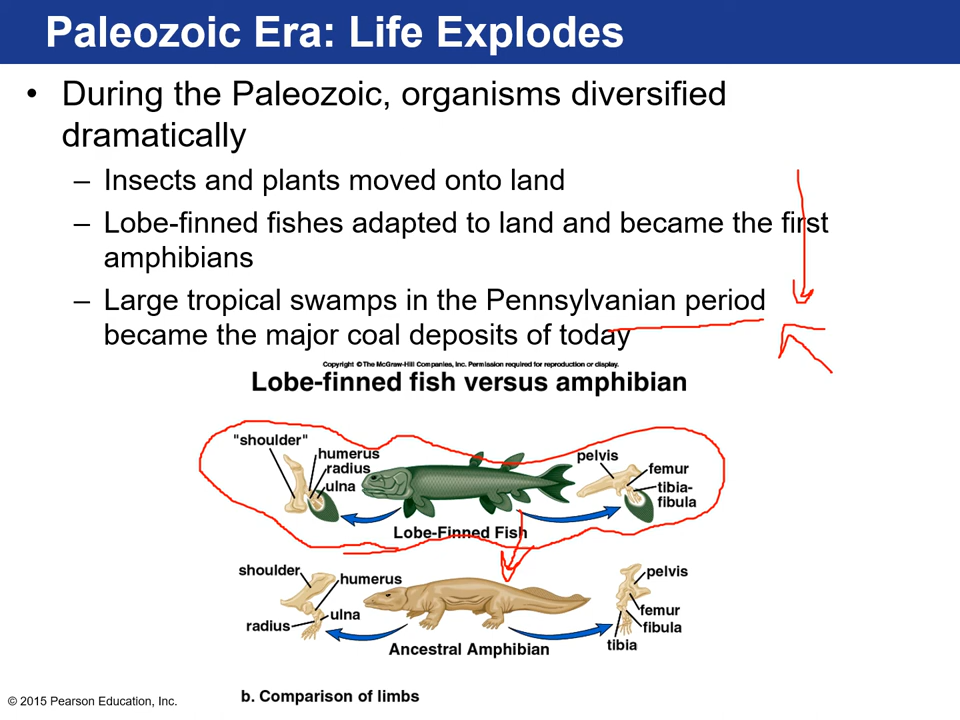 Paleozoic Era: Life Explodes
• During the Paleozoic, organisms diversified
dramatically
– Insects and plants moved onto land
– Lobe-finned fishes adapted to land and became the first
amphibians
– Large tropical swamps in the Pennsylvanian period
became the major coal deposits of today
Copyright © The McGraw-Hill Companies, Inc. Permission required for reproduction or display.
Lobe-finned fish versus amphibian
"shoulder"
humerus
radius
ulna
pelvis
femur
tibia-
fibula
Lobe-Finned Fish
shoulder
humerus
ulna
radius
pelvis
femur
fibula
tibia
Ancestral Amphibian
b. Comparison of limbs
© 2015 Pearson Education, Inc.